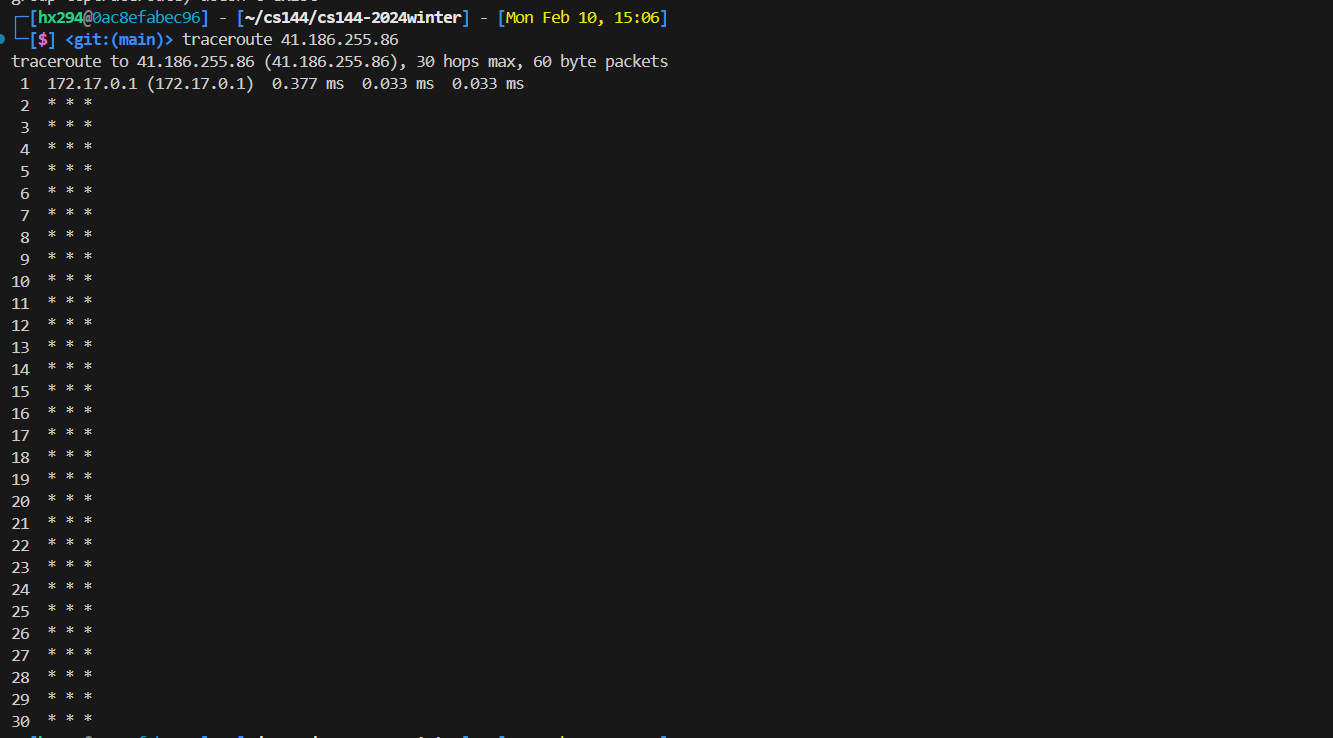 ┌─[hx294@0ac8efabec96] - [~/cs144/cs144-2024winter] - [Mon Feb 10, 15:06]
└─[$] <git:(main)> traceroute 41.186.255.86
traceroute to 41.186.255.86 (41.186.255.86), 30 hops max, 60 byte packets
 1  172.17.0.1 (172.17.0.1)  0.377 ms  0.033 ms  0.033 ms
 2  * * *
 3  * * *
 4  * * *
 5  * * *
 6  * * *
 7  * * *
 8  * * *
 9  * * *
10  * * *
11  * * *
12  * * *
13  * * *
14  * * *
15  * * *
16  * * *
17  * * *
18  * * *
19  * * *
20  * * *
21  * * *
22  * * *
23  * * *
24  * * *
25  * * *
26  * * *
27  * * *
28  * * *
29  * * *
30  * * *